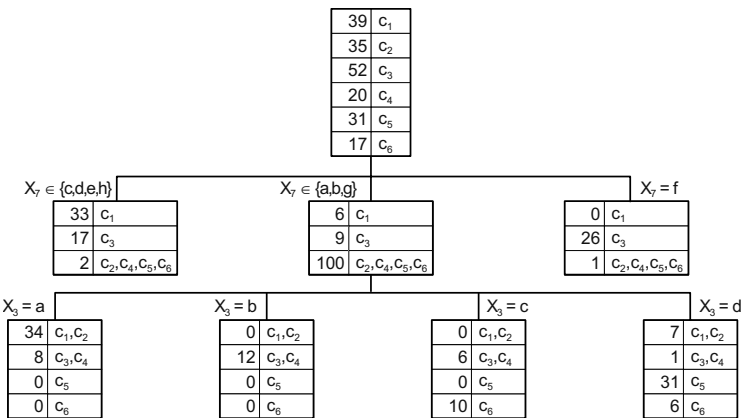 39 c₁
35 c₂
52 c₃
20 c₄
31 c₅
17 c₆
X₇ ∈ {c,d,e,h} X₇ ∈ {a,b,g} X₇ = f
33 c₁ 6 c₁ 0 c₁
17 c₃ 9 c₃ 26 c₃
2 c₂,c₄,c₅,c₆ 100 c₂,c₄,c₅,c₆ 1 c₂,c₄,c₅,c₆
X₃ = a X₃ = b X₃ = c X₃ = d
34 c₁,c₂ 0 c₁,c₂ 0 c₁,c₂ 7 c₁,c₂
8 c₃,c₄ 12 c₃,c₄ 6 c₃,c₄ 1 c₃,c₄
0 c₅ 0 c₅ 0 c₅ 31 c₅
0 c₆ 0 c₆ 10 c₆ 6 c₆